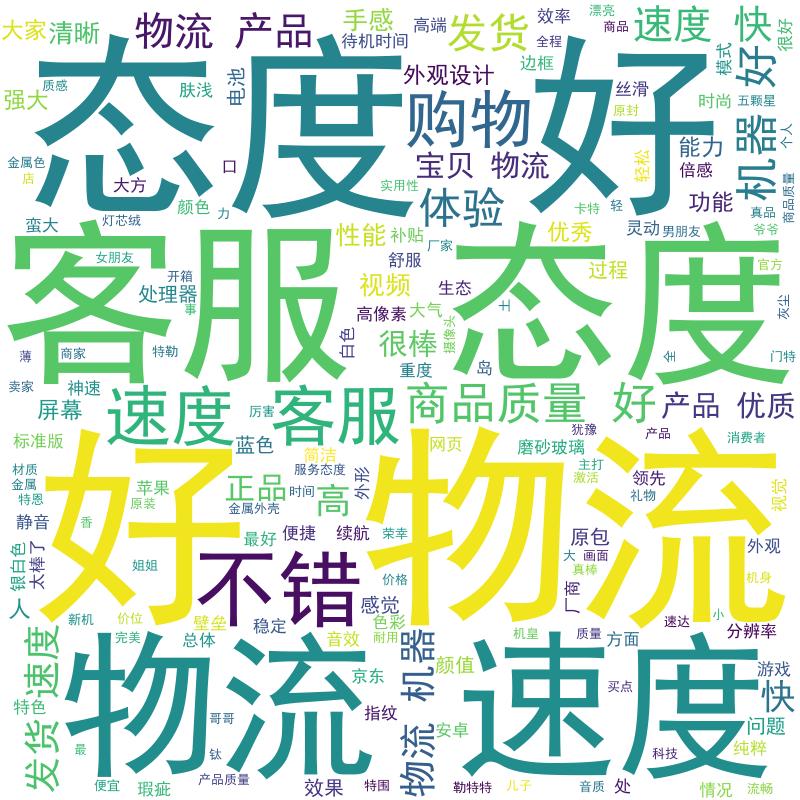 大家
清晰
物流 产品
手感
高端
效率
待机时间
发货
漂亮
商品
速度 快
很好
全程
边框
模式
好
质感
强大
肤浅
电池
态度 好
外观设计
购物
丝滑
原封
时尚
五颗星
机器
个人
能力
倍感
轻松
金属色
店
大方
口
宝贝 物流
实用性
体验
功能
商品质量
真品
颜色
力
卡特
轻
蛮大
灯芯绒
性能
补贴
厂家
优秀
灵动
男朋友
爷爷
客服 态度
女朋友
开箱
舒服
过程
官方
处理器
事
视频
生态
高像素
大气
摄像头
土
灰尘
白色
很棒
薄
商家
特勒
重度
岛
全
门特
卖家
神速
屏幕
速度 客服
厉害
商品质量 好
产品 优质
标准版
蓝色
简洁
网页
犹豫
磨砂玻璃
产品
消费者
材质
金属
特恩
苹果
原装
正品
服务态度
时间
高
外形
主打
激活
领先
礼物
视觉
金属外壳
好 物流
静音
香
最好
便捷
续航
荣幸
原包
外观
银白色
太棒了
姐姐
不错
大
画面
真棒
价格
厂商
机身
人
感觉
新机
价位
壁垒
稳定
色彩
耐用
小
速达
分辨率
完美
总体
音效
机皇
质量
方面
发货 速度
物流 速度
机器
颜值
京东
游戏
快
特色
哥哥
指纹
买点
安卓
问题
最
钛
科技
纯粹
便宜
瑕疵
产品质量
效果
特围
物流
勒特特
儿子
音质
处
情况
流畅